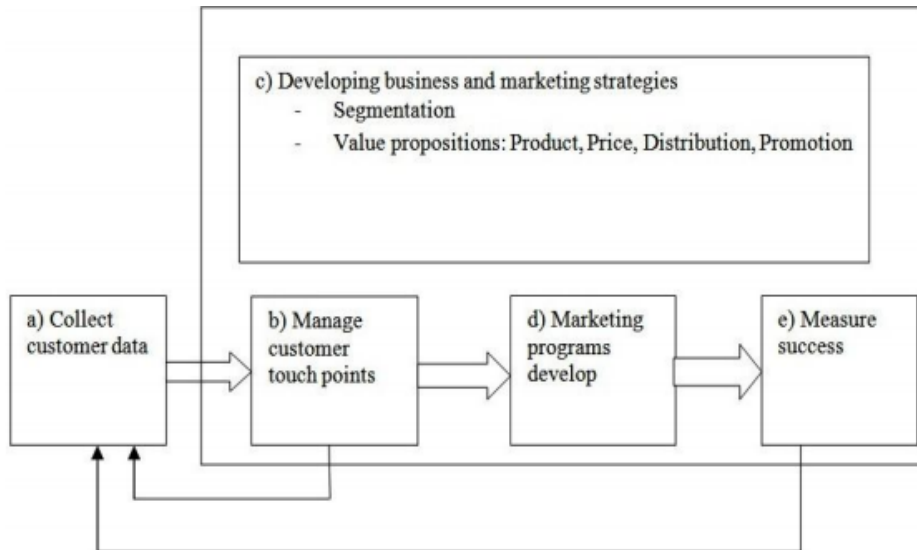 c) Developing business and marketing strategies
- Segmentation
- Value propositions: Product, Price, Distribution, Promotion
a) Collect
customer data
b) Manage
customer
touch points
d) Marketing
programs
develop
e) Measure
success